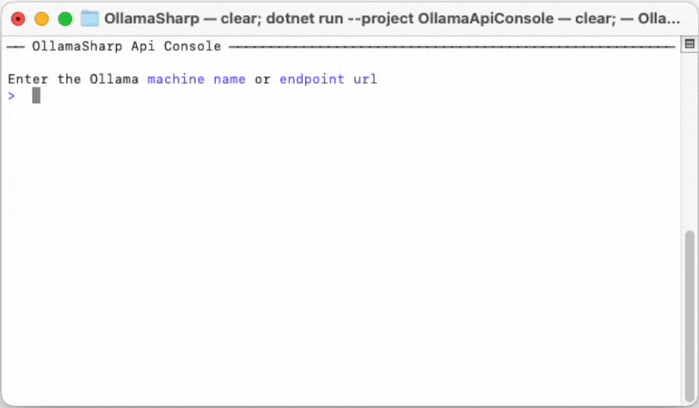 OllamaSharp — clear; dotnet run --project OllamaApiConsole — clear; — Olla...
OllamaSharp Api Console
Enter the Ollama machine name or endpoint url
>